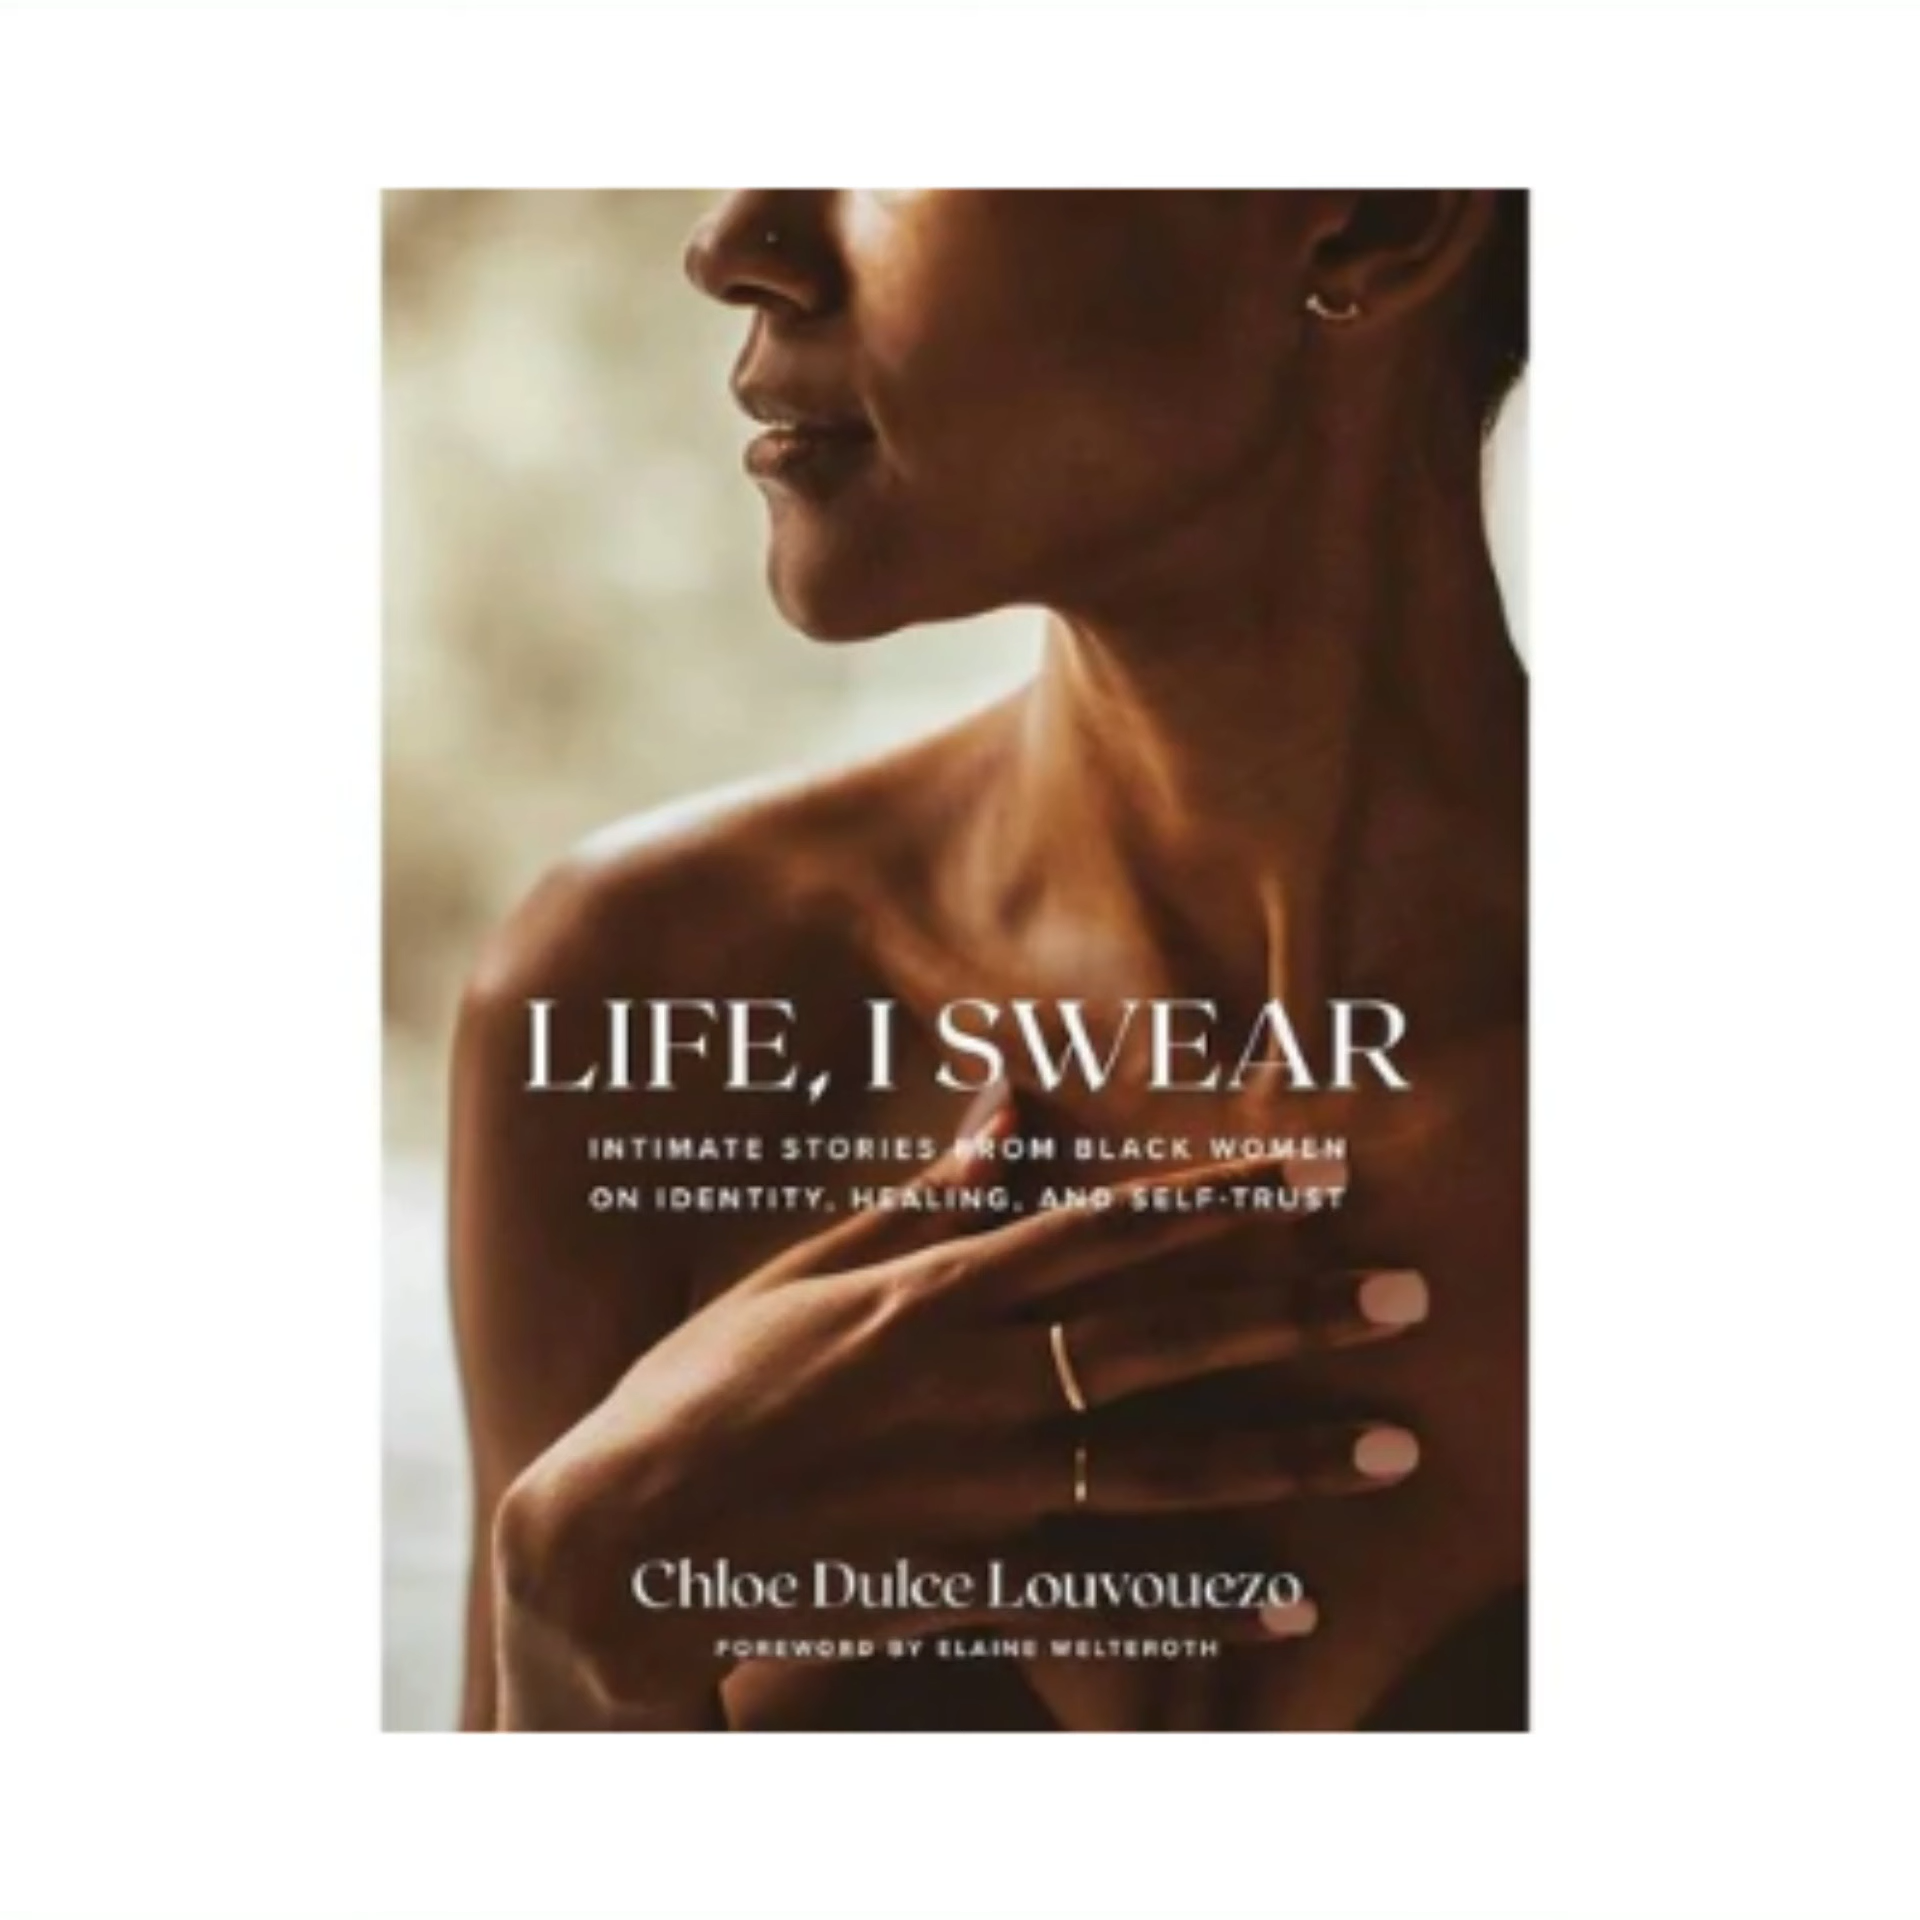 LIFE, I SWEAR
INTIMATE STORIES FROM BLACK WOMEN
ON IDENTITY, HEALING, AND SELF-TRUST
Chloe Dulce Louvouezo
FOREWORD BY ELAINE WELTEROTH